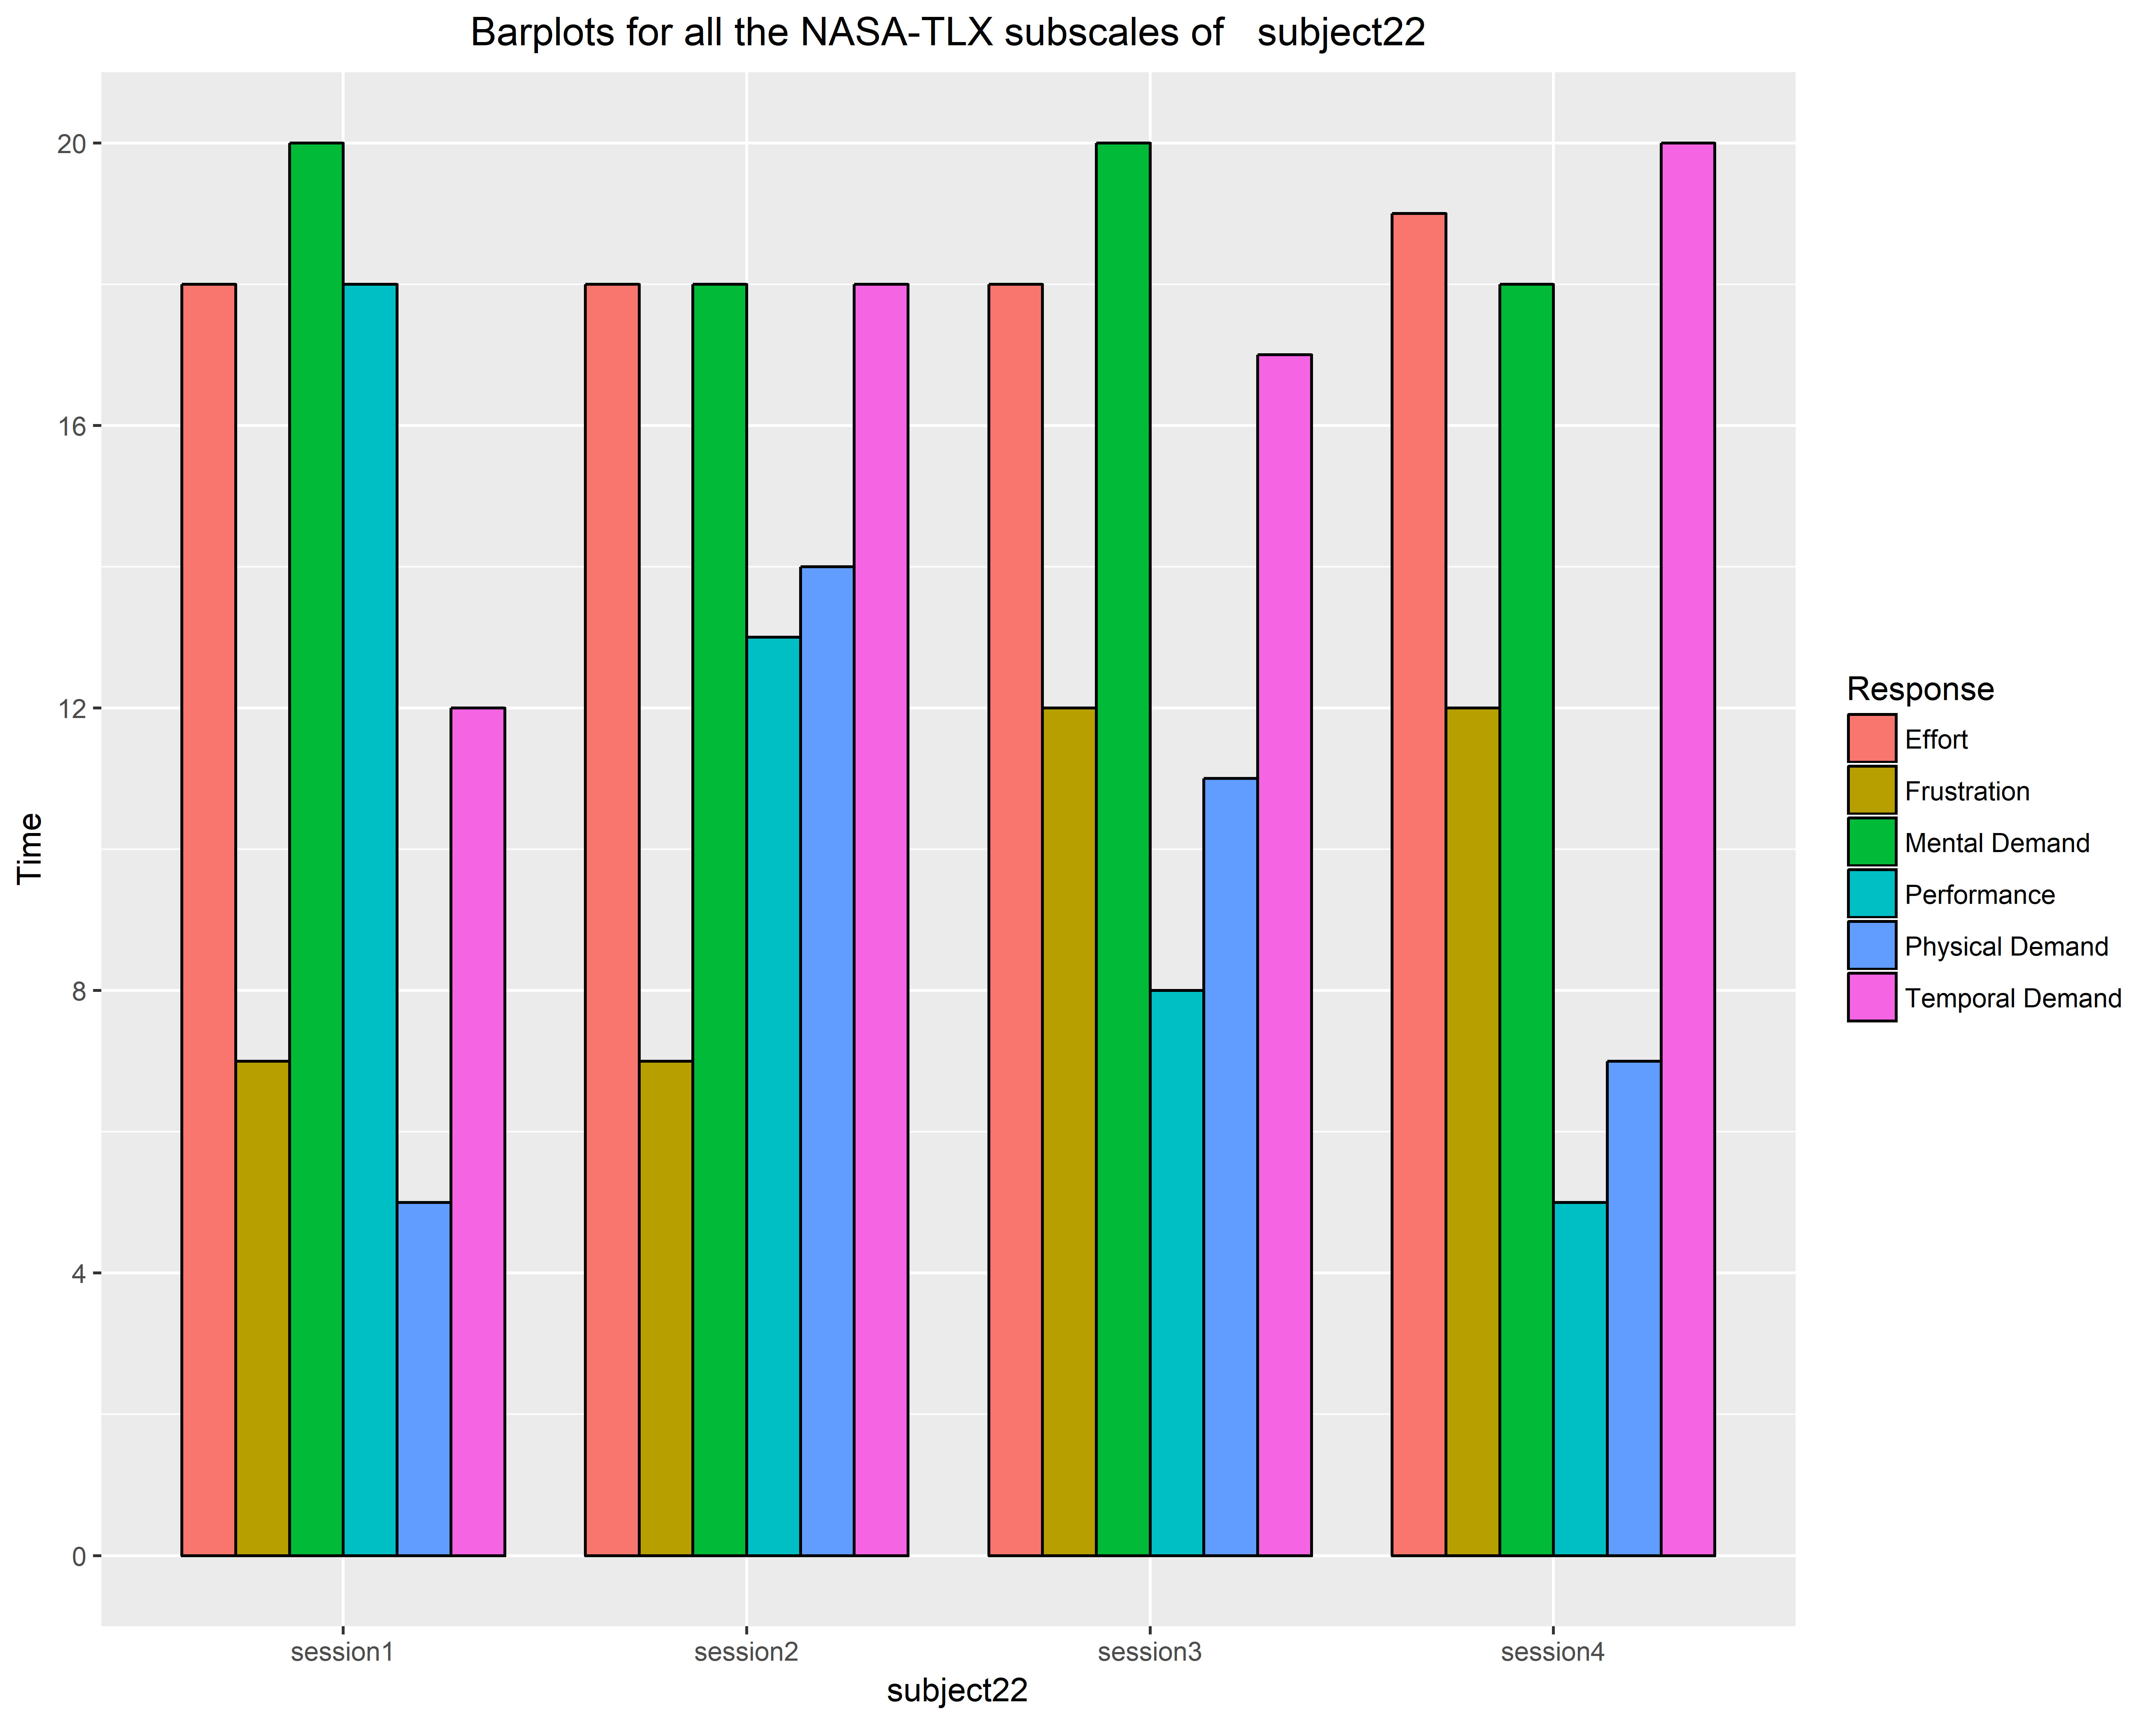 Barplots for all the NASA-TLX subscales of   subject22
20
16
12
8
4
0
Time
session1
session2
session3
session4
subject22
Response
Effort
Frustration
Mental Demand
Performance
Physical Demand
Temporal Demand